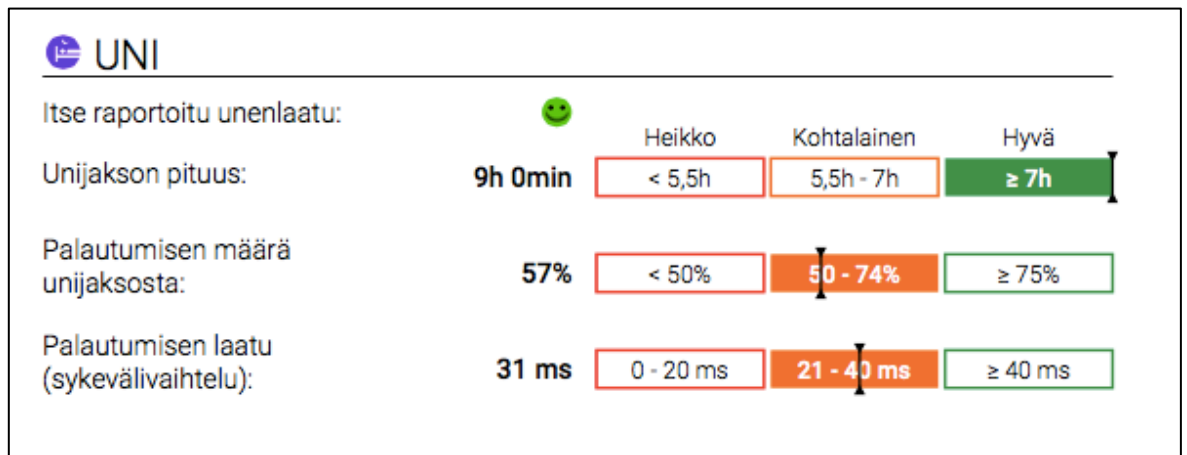 UNI
Itse raportoitu unenlaatu:
Heikko Kohtalainen Hyvä
Unijakson pituus: 9h 0min < 5,5h 5,5h - 7h ≥ 7h
Palautumisen määrä
unijaksosta: 57% < 50% 50 - 74% ≥ 75%
Palautumisen laatu
(sykevälivaihtelu): 31 ms 0 - 20 ms 21 - 40 ms ≥ 40 ms